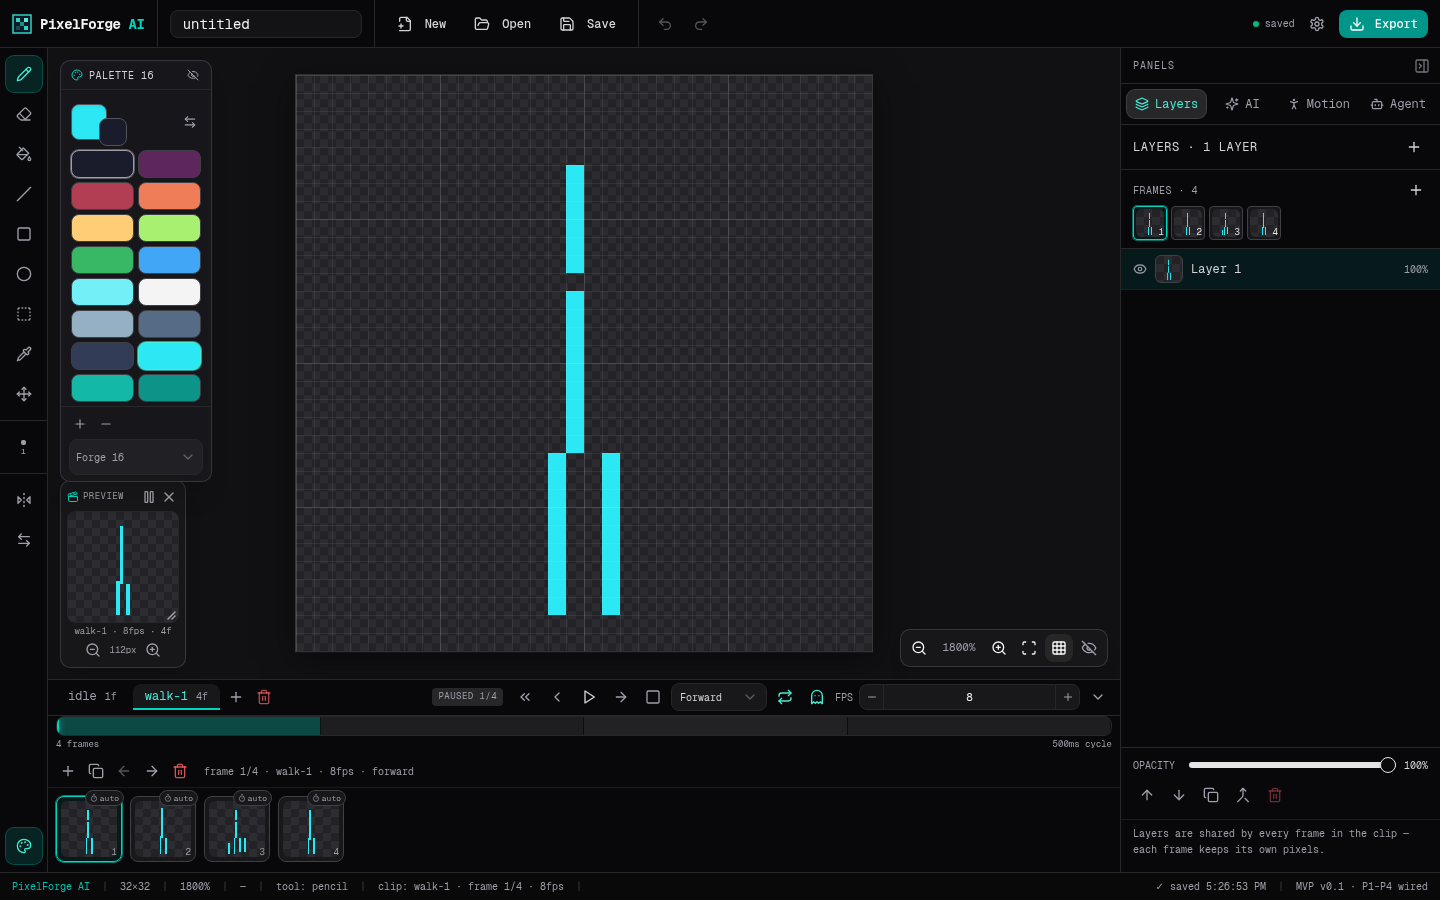 PixelForge AI
untitled
New
Open
Save
saved
Export
PALETTE 16
Forge 16
1
PREVIEW
walk-1 · 8fps · 4f
112px
1800%
PANELS
Layers
AI
Motion
Agent
LAYERS · 1 LAYER
FRAMES · 4
1
2
3
4
Layer 1
100%
OPACITY
100%
Layers are shared by every frame in the clip —
each frame keeps its own pixels.
idle 1f
walk-1 4f
PAUSED 1/4
Forward
FPS
8
4 frames
500ms cycle
frame 1/4 · walk-1 · 8fps · forward
auto
1
auto
2
auto
3
auto
4
PixelForge AI
32×32
1800%
—
tool: pencil
clip: walk-1 · frame 1/4 · 8fps
✓ saved 5:26:53 PM
MVP v0.1 · P1-P4 wired